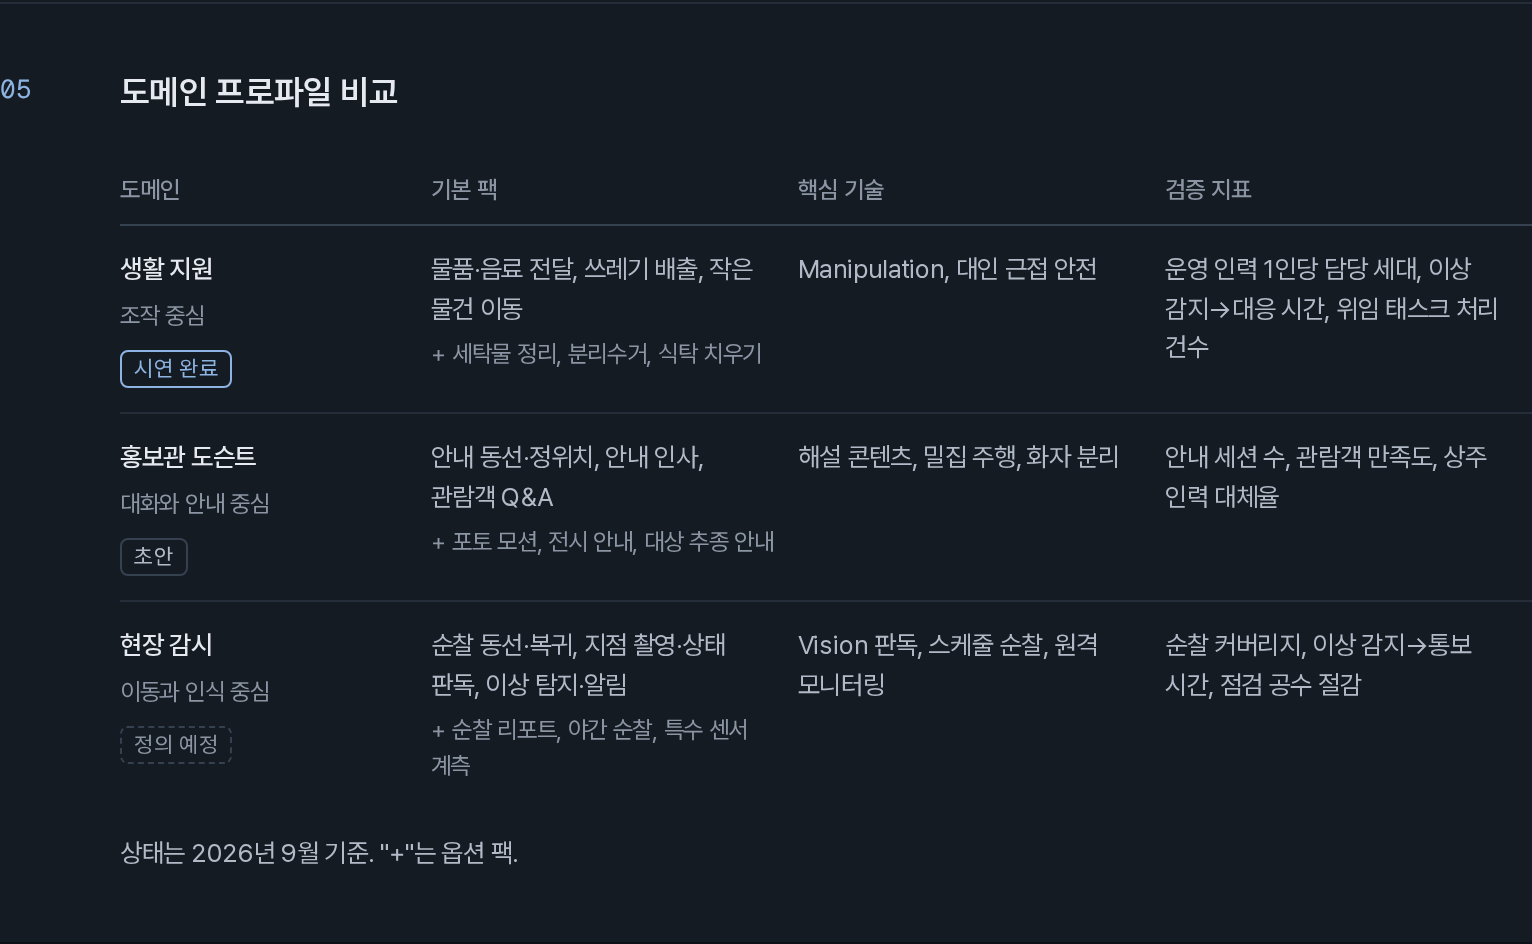 05
도메인 프로파일 비교
도메인 기본 팩 핵심 기술 검증 지표
생활 지원
조작 중심
시연 완료
물품·음료 전달, 쓰레기 배출, 작은
물건 이동
+ 세탁물 정리, 분리수거, 식탁 치우기
Manipulation, 대인 근접 안전
운영 인력 1인당 담당 세대, 이상
감지→대응 시간, 위임 태스크 처리
건수
홍보관 도슨트
대화와 안내 중심
초안
안내 동선·정위치, 안내 인사,
관람객 Q&A
+ 포토 모션, 전시 안내, 대상 추종 안내
해설 콘텐츠, 밀집 주행, 화자 분리
안내 세션 수, 관람객 만족도, 상주
인력 대체율
현장 감시
이동과 인식 중심
정의 예정
순찰 동선·복귀, 지점 촬영·상태
판독, 이상 탐지·알림
+ 순찰 리포트, 야간 순찰, 특수 센서
계측
Vision 판독, 스케줄 순찰, 원격
모니터링
순찰 커버리지, 이상 감지→통보
시간, 점검 공수 절감
상태는 2026년 9월 기준. "+"는 옵션 팩.